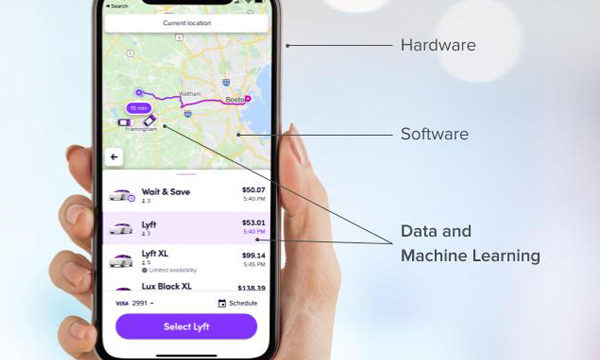 Search
Current location
Hardware
Waltham
Boston
15 min
Framingham
Software
Wait & Save
$50.07
3
5:40 PM
Lyft
$53.01
3
5:40 PM
Data and
Machine Learning
Lyft XL
$99.14
5
5:45 PM
Limited availability
Lux Black XL
$138.39
VISA 2991
Schedule
Select Lyft